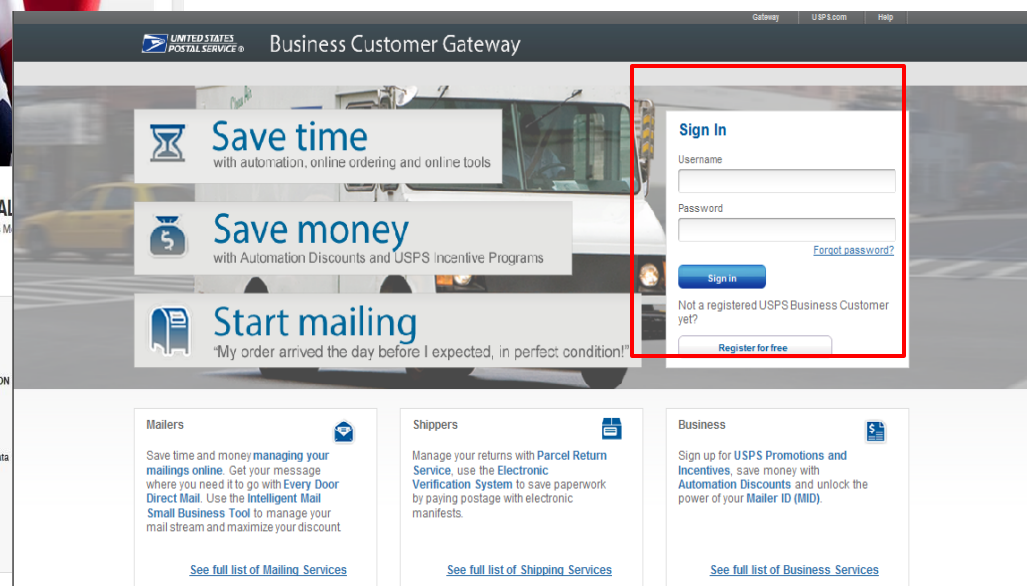 Gateway USPS.com Help
UNITED STATES
POSTAL SERVICE ®
Business Customer Gateway
Save time
with automation, online ordering and online tools
Save money
with Automation Discounts and USPS Incentive Programs
Start mailing
“My order arrived the day before I expected, in perfect condition!”
Sign In
Username
Password
Forgot password?
Sign in
Not a registered USPS Business Customer
yet?
Register for free
Mailers
Save time and money managing your
mailings online. Get your message
where you need it to go with Every Door
Direct Mail. Use the Intelligent Mail
Small Business Tool to manage your
mail stream and maximize your discount.
See full list of Mailing Services
Shippers
Manage your returns with Parcel Return
Service, use the Electronic
Verification System to save paperwork
by paying postage with electronic
manifests.
See full list of Shipping Services
Business
Sign up for USPS Promotions and
Incentives, save money with
Automation Discounts and unlock the
power of your Mailer ID (MID).
See full list of Business Services